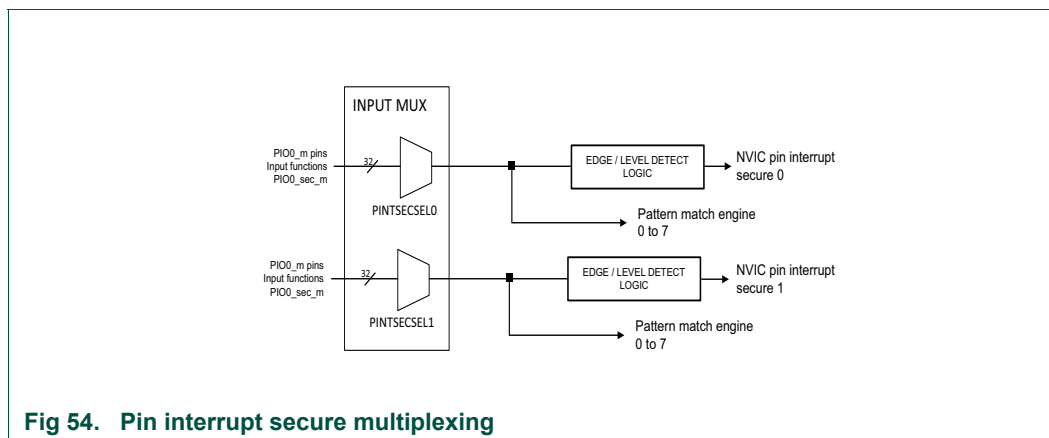 INPUT MUX
PIO0_m pins
Input functions
PIO0_sec_m
32
PINTSECSEL0
EDGE / LEVEL DETECT
LOGIC
NVIC pin interrupt
secure 0
Pattern match engine
0 to 7
PIO0_m pins
Input functions
PIO0_sec_m
32
PINTSECSEL1
EDGE / LEVEL DETECT
LOGIC
NVIC pin interrupt
secure 1
Pattern match engine
0 to 7
Fig 54. Pin interrupt secure multiplexing